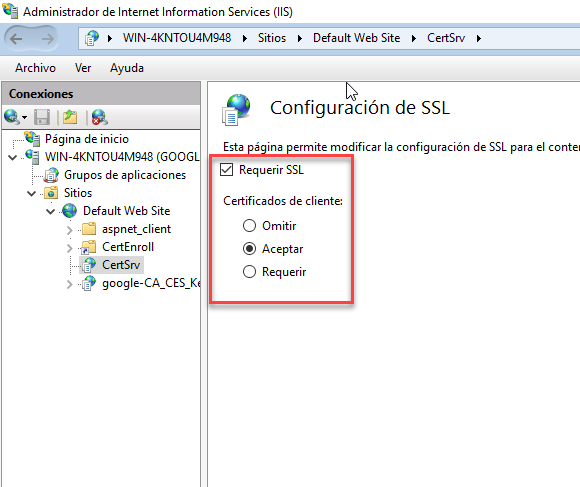 Administrador de Internet Information Services (IIS)
WIN-4KNTOU4M948 Sitios Default Web Site CertSrv
Archivo Ver Ayuda
Conexiones
Página de inicio
WIN-4KNTOU4M948 (GOOGL
Grupos de aplicaciones
Sitios
Default Web Site
aspnet_client
CertEnroll
CertSrv
google-CA_CES_Ke
Configuración de SSL
Esta página permite modificar la configuración de SSL para el conte
Requerir SSL
Certificados de cliente:
Omitir
Aceptar
Requerir